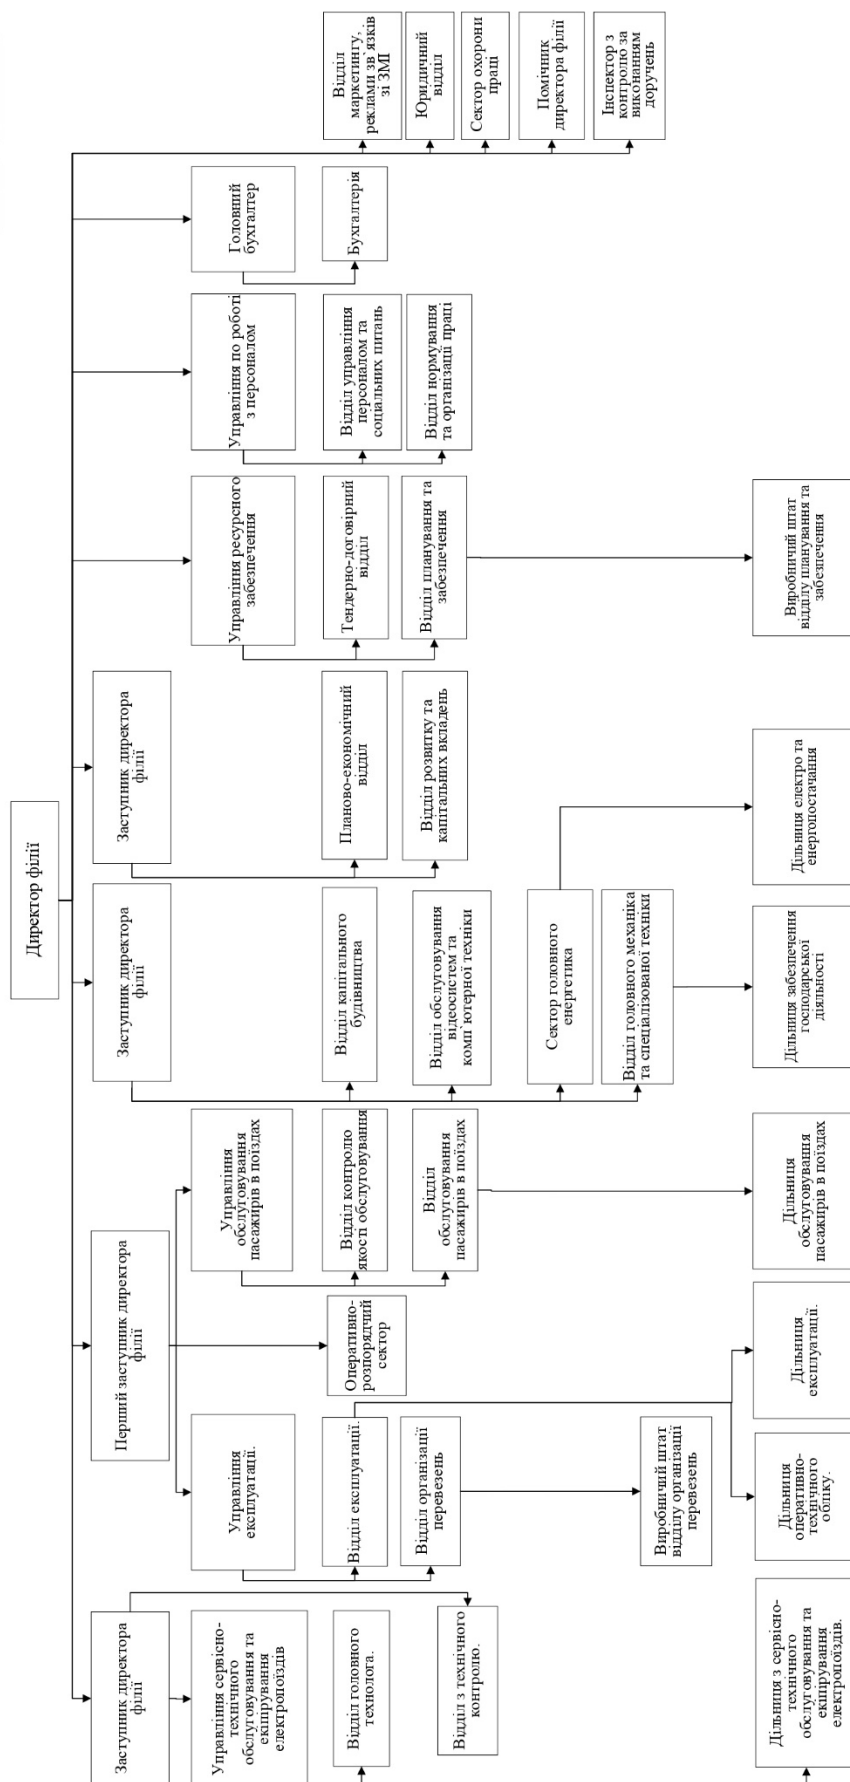 Директор філії
Заступник директора
філії
Перший заступник директора
філії
Заступник директора
філії
Заступник директора
філії
Управління сервісно-
технічного
обслуговування та
екіпірування
електропоїздів
Управління
експлуатації.
Управління
обслуговування
пасажирів в поїздах
Управління ресурсного
забезпечення
Управління по роботі
з персоналом
Головний
бухгалтер
Відділ головного
технолога.
Відділ з технічного
контролю.
Відділ експлуатації.
Відділ організації
перевезень
Оперативно-
розпорядчий
сектор
Відділ контролю
якості обслуговування
Відділ
обслуговування
пасажирів в поїздах
Відділ капітального
будівництва
Відділ обслуговування
відеосистем та
комп`ютерної техніки
Сектор головного
енергетика
Відділ головного механіка
та спеціалізованої техніки
Планово-економічний
відділ
Відділ розвитку та
капітальних вкладень
Тендерно-договірний
відділ
Відділ планування та
забезпечення
Відділ управління
персоналом та
соціальних питань
Відділ нормування
та організації праці
Бухгалтерія
Відділ
маркетингу,
реклами зв`язків
зі ЗМІ
Юридичний
відділ
Сектор охорони
праці
Помічник
директора філії
Інспектор з
контролю за
виконанням
доручень
Виробничий штат
відділу організації
перевезень
Дільниця з сервісно-
технічного
обслуговування та
екіпірування
електропоїздів.
Дільниця
оперативно-
технічного
обліку.
Дільниця
експлуатації.
Дільниця
обслуговування
пасажирів в поїздах
Дільниця забезпечення
господарської
діяльності
Дільниця електро та
енергопостачання
Виробничий штат
відділу планування та
забезпечення